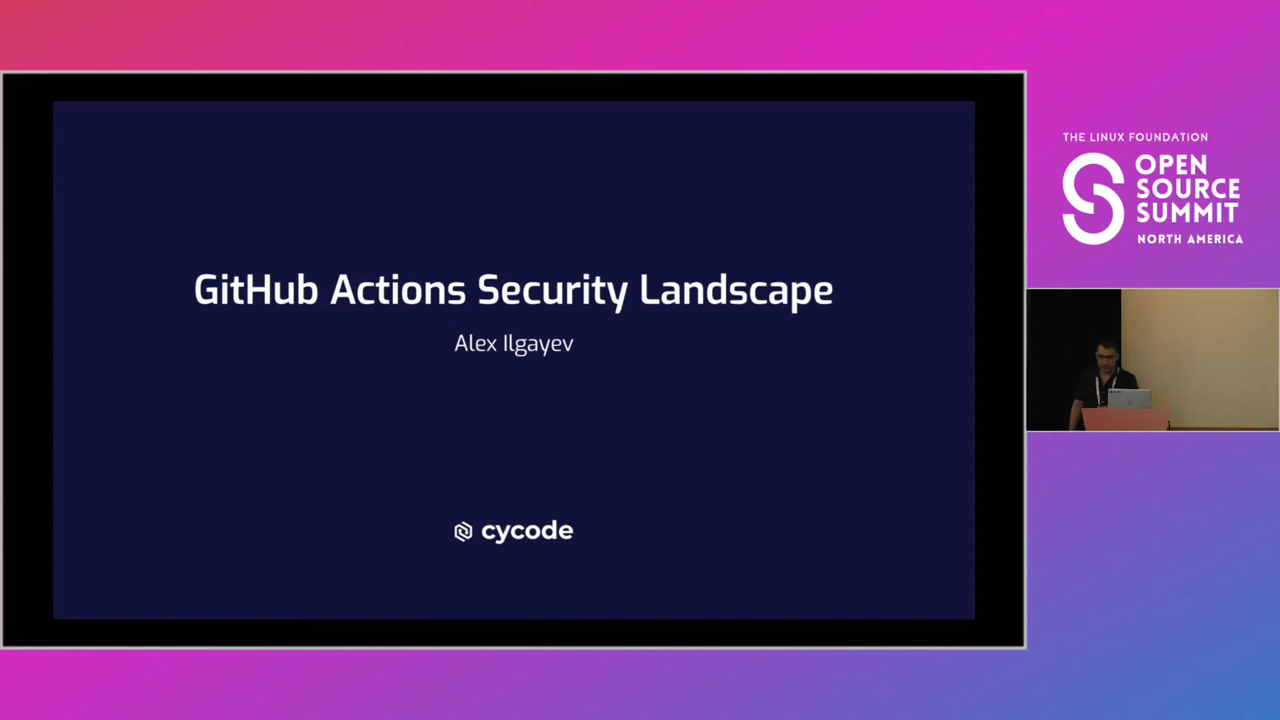 GitHub Actions Security Landscape
Alex Ilgayev
cycode
THE LINUX FOUNDATION
OPEN
SOURCE
SUMMIT
NORTH AMERICA